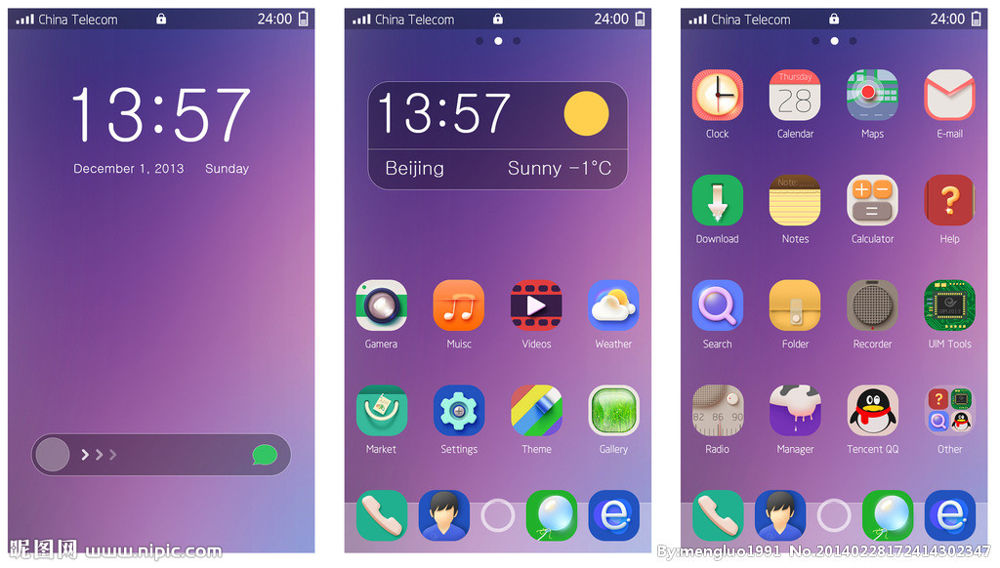 China Telecom 24:00
13:57
December 1, 2013 Sunday
China Telecom 24:00
13:57
Beijing Sunny -1°C
Gamera Muisc Videos Weather
Market Settings Theme Gallery
China Telecom 24:00
Thursday
28
Clock Calendar Maps E-mail
Note:
Download Notes Calculator Help
Search Folder Recorder UIM Tools
82 86 90
Radio Manager Tencent QQ Other
昵图网 www.nipic.com
By:mengluo1991 No.20140228172414302347